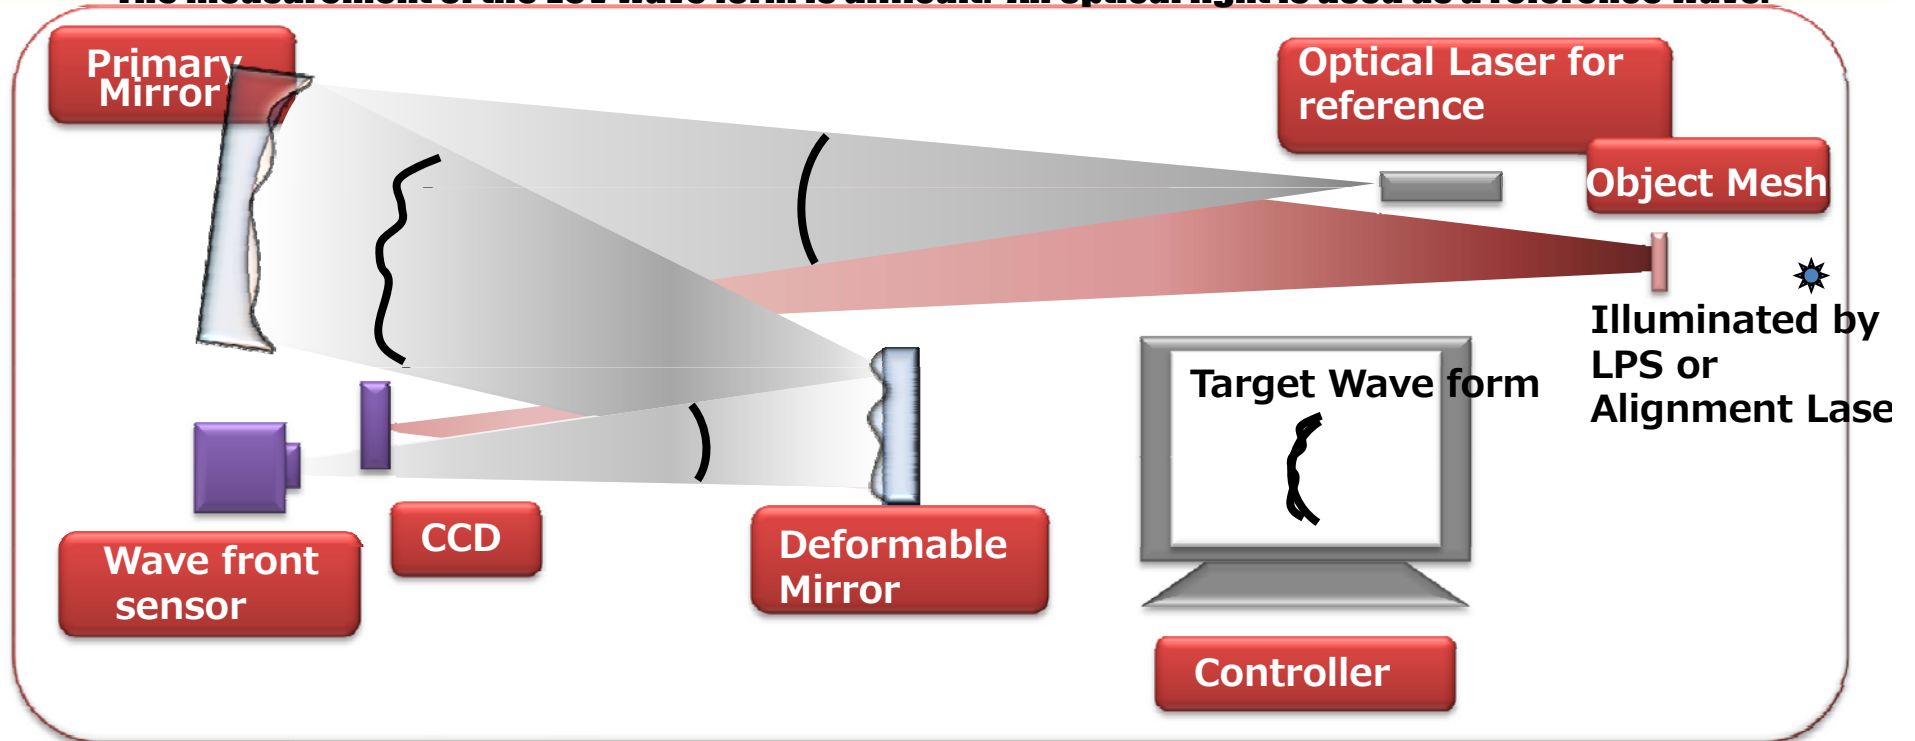 Primary
Mirror
Optical Laser for
reference
Object Mesh
Illuminated by
LPS or
Alignment Lase
Target Wave form
CCD
Wave front
sensor
Deformable
Mirror
Controller